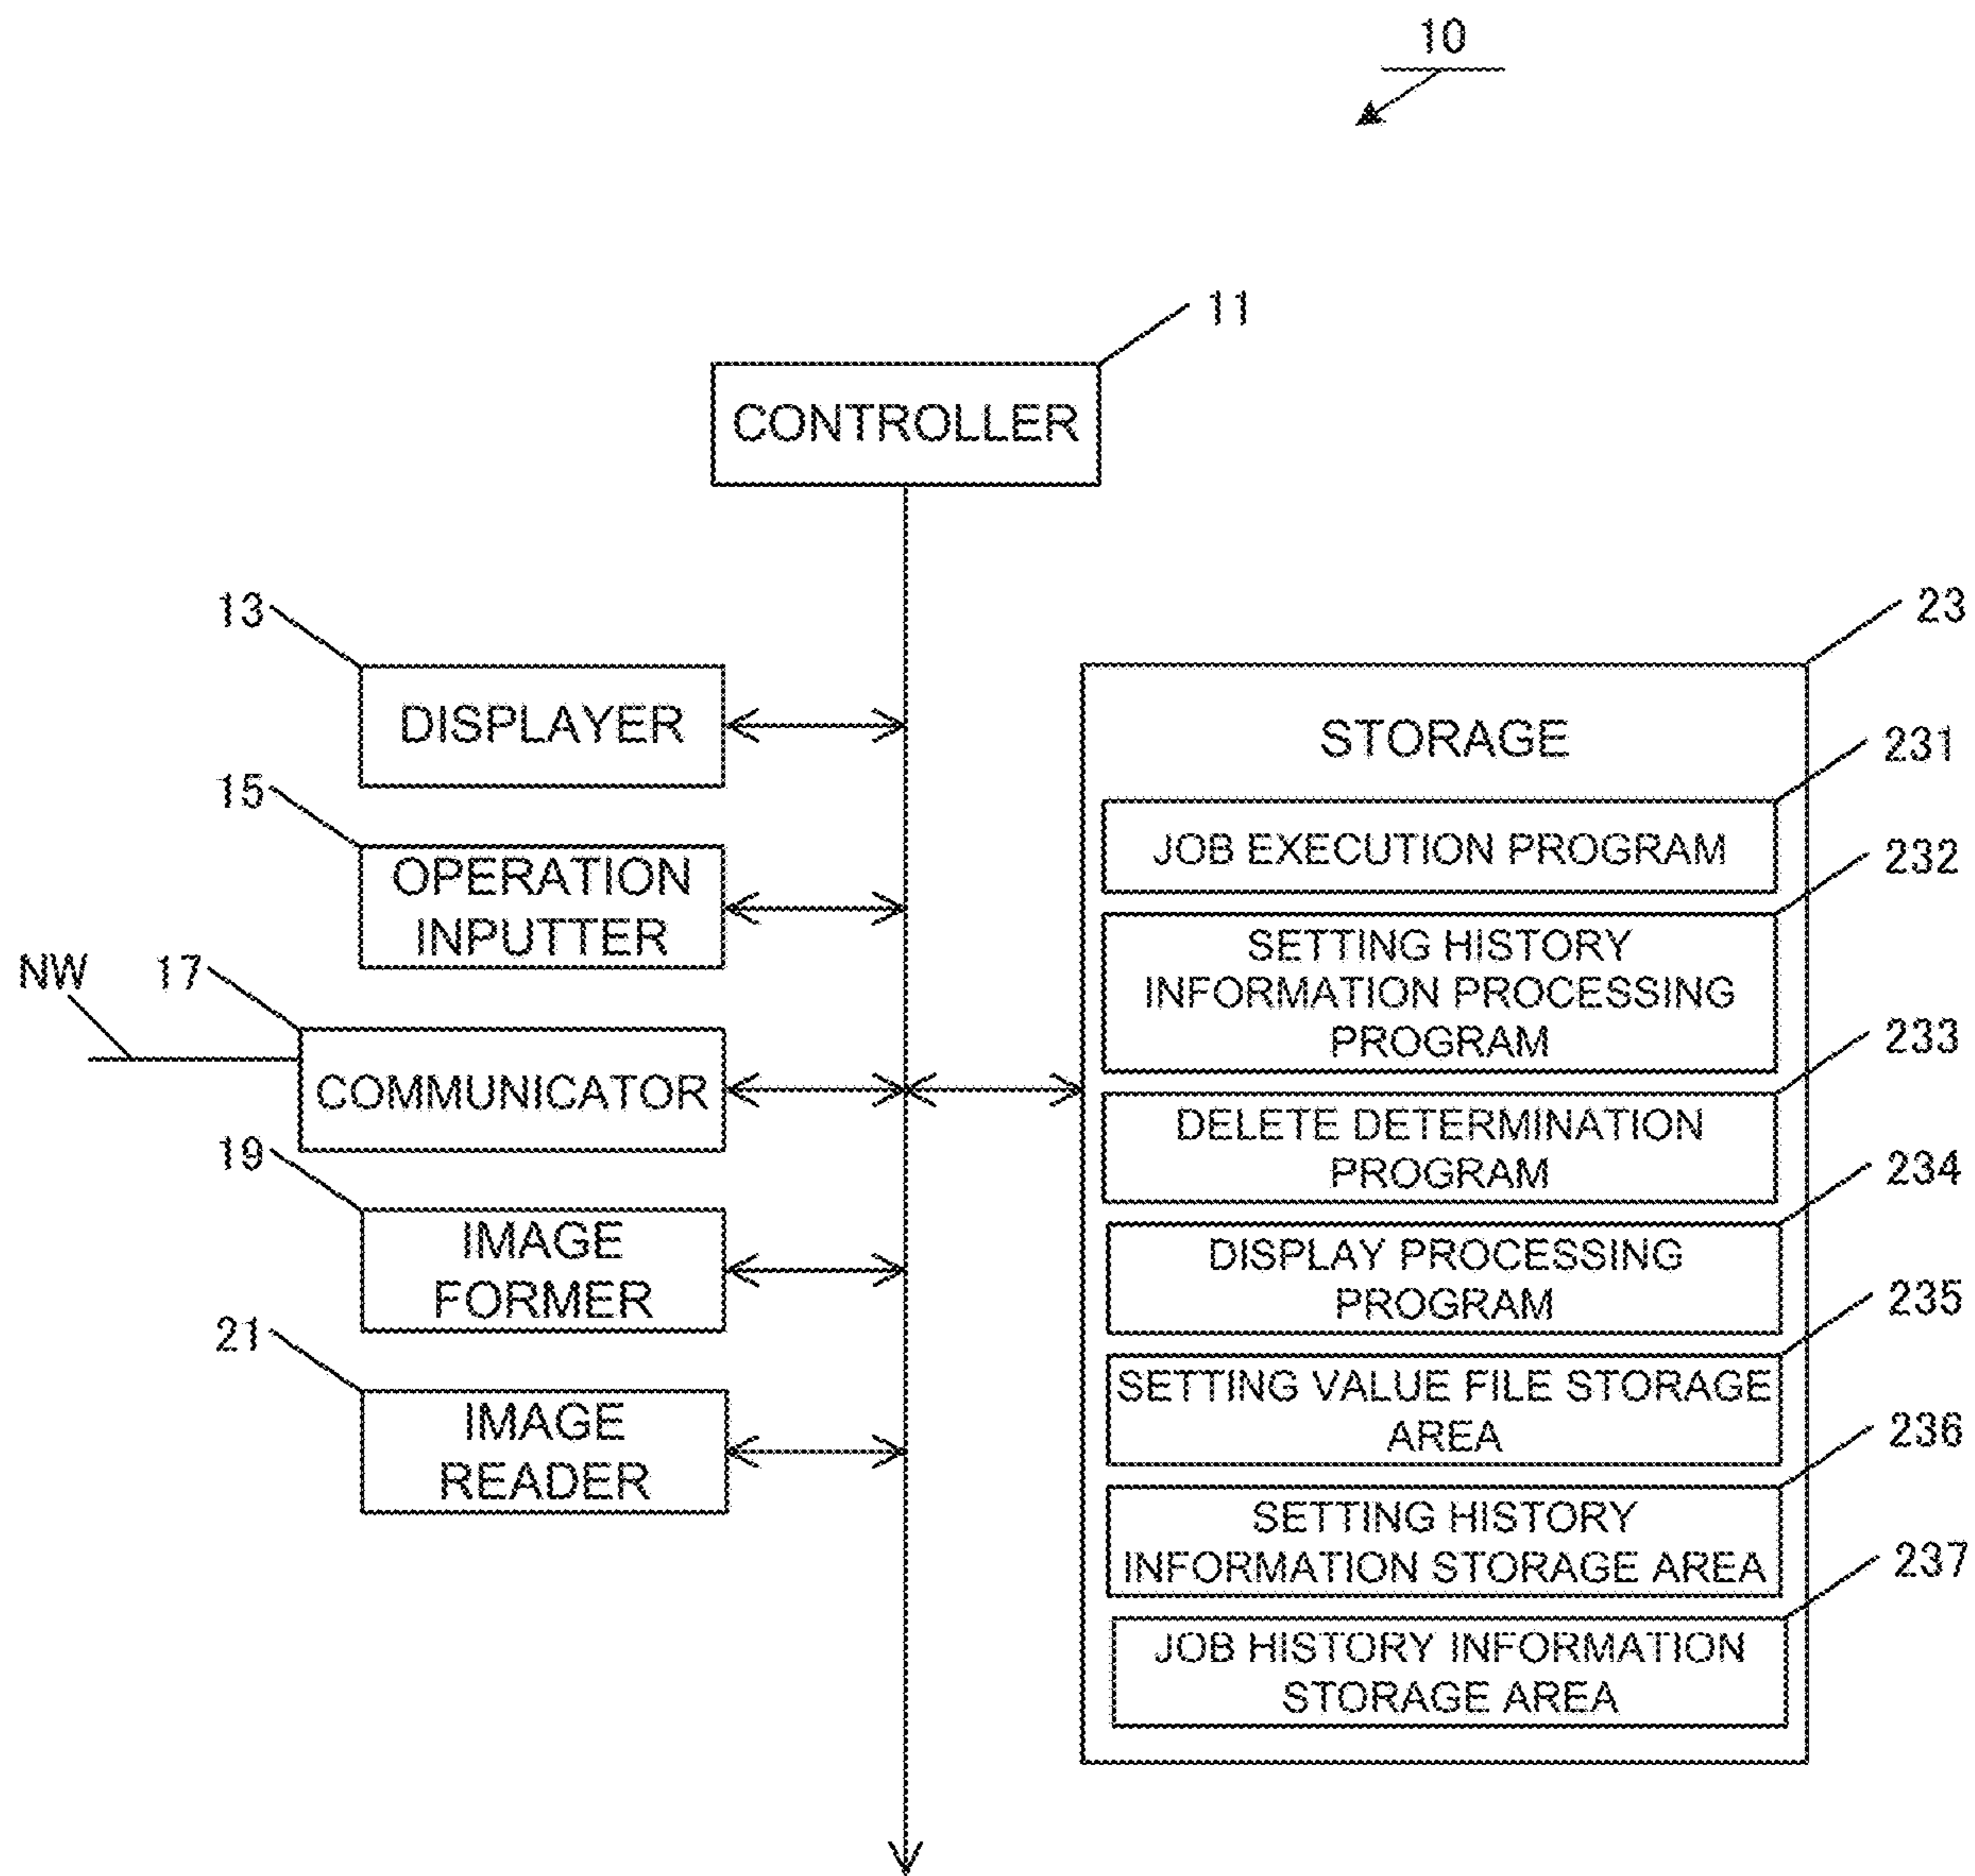 10
11
CONTROLLER
13
DISPLAYER
15
OPERATION
INPUTTER
NW
17
COMMUNICATOR
19
IMAGE
FORMER
21
IMAGE
READER
23
STORAGE
231
JOB EXECUTION PROGRAM
232
SETTING HISTORY
INFORMATION PROCESSING
PROGRAM
233
DELETE DETERMINATION
PROGRAM
234
DISPLAY PROCESSING
PROGRAM
235
SETTING VALUE FILE STORAGE
AREA
236
SETTING HISTORY
INFORMATION STORAGE AREA
237
JOB HISTORY INFORMATION
STORAGE AREA